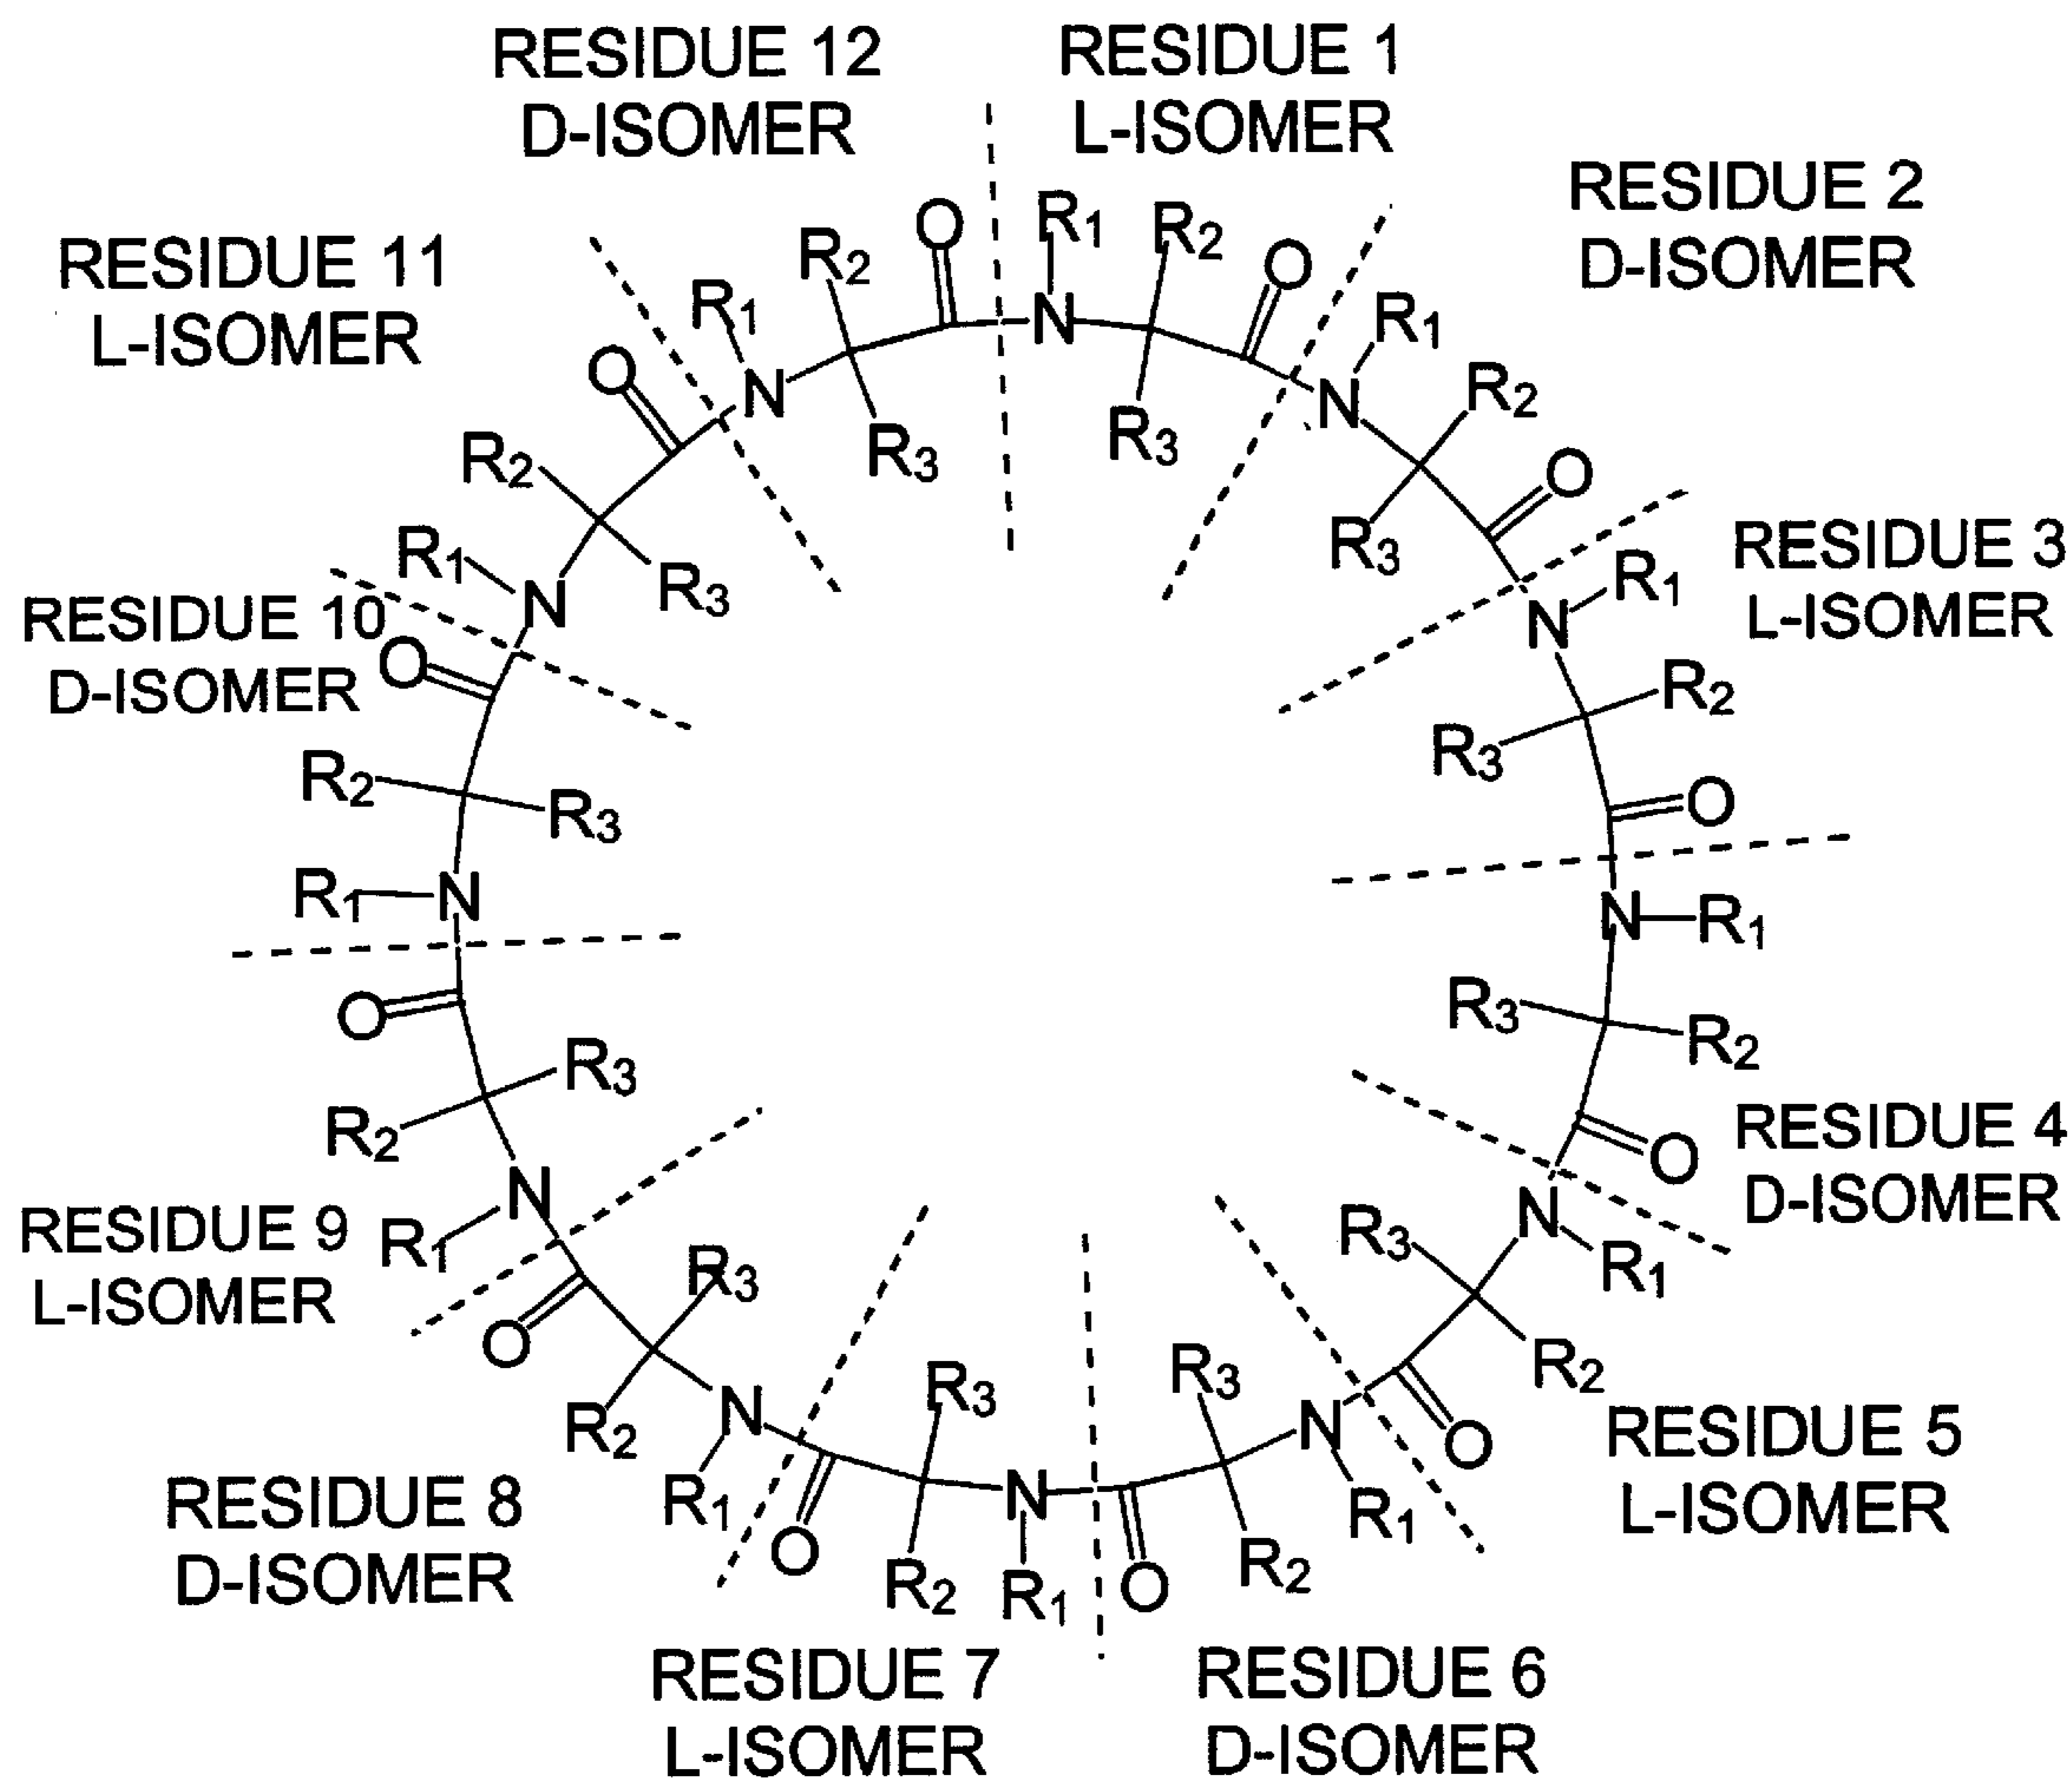 RESIDUE 12
D-ISOMER
RESIDUE 1
L-ISOMER
RESIDUE 2
D-ISOMER
RESIDUE 11
L-ISOMER
R₁
R₂
O
R₁
R₂
O
R₁
O
N
R₃
N
R₃
N
R₂
R₂
R₃
O
R₁
N
R₃
R₁
N
RESIDUE 3
L-ISOMER
RESIDUE 10
D-ISOMER
O
R₂
R₃
R₂
R₃
O
R₁
N
N
R₁
O
R₃
R₂
R₃
R₂
O
RESIDUE 4
D-ISOMER
RESIDUE 9
L-ISOMER
R₁
N
N
R₁
R₃
R₃
O
R₂
N
R₁
R₂
R₃
N
R₁
R₃
N
R₁
O
RESIDUE 5
L-ISOMER
RESIDUE 8
D-ISOMER
O
R₂
R₁
O
R₂
RESIDUE 7
L-ISOMER
RESIDUE 6
D-ISOMER